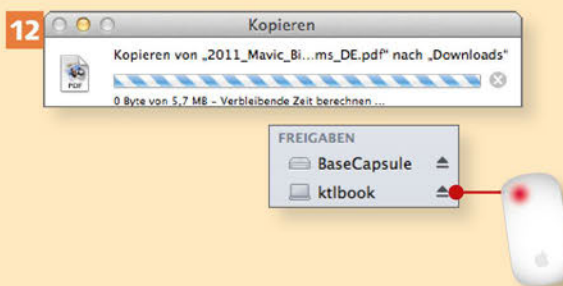 12
Kopieren
Kopieren von „2011_Mavic_Bi...ms_DE.pdf" nach „Downloads"
PDF
0 Byte von 5,7 MB – Verbleibende Zeit berechnen ...
FREIGABEN
BaseCapsule
ktlbook